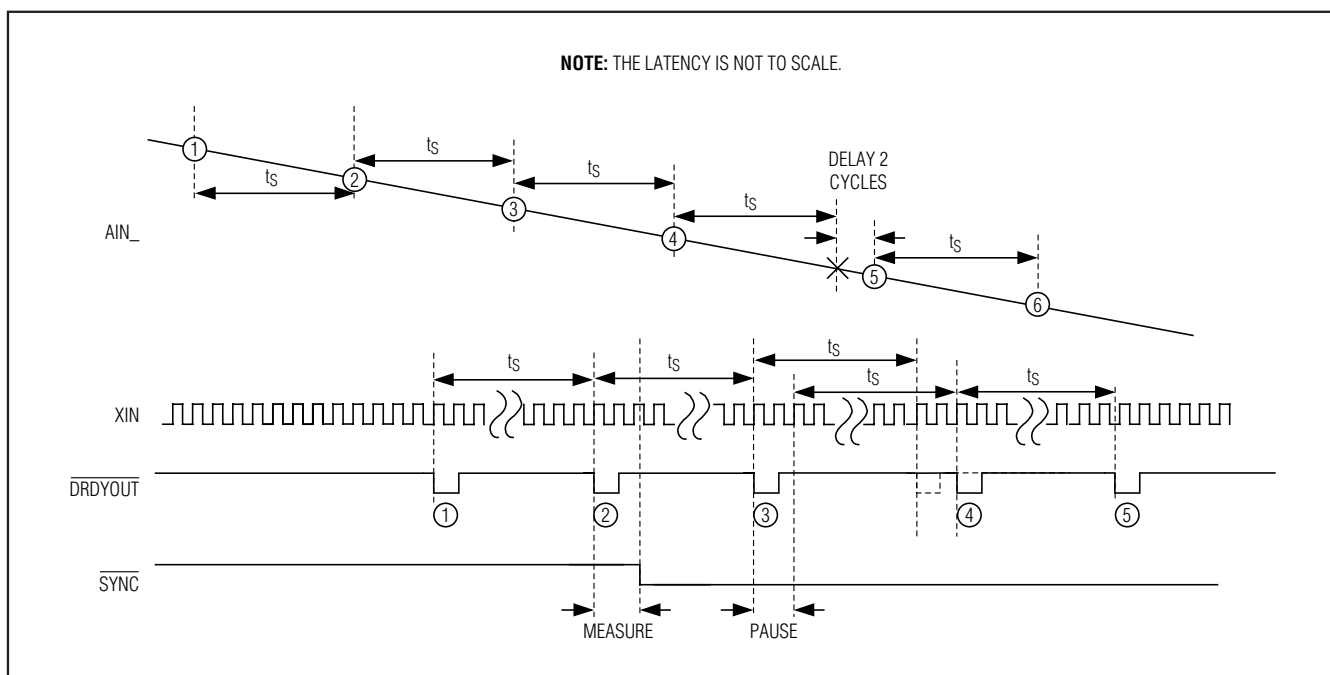 NOTE: THE LATENCY IS NOT TO SCALE.
1
tS
2
tS
3
tS
4
tS
DELAY 2
CYCLES
5
tS
6
AIN_
tS
tS
tS
tS
tS
XIN
DRDYOUT
1
2
3
4
5
SYNC
MEASURE
PAUSE